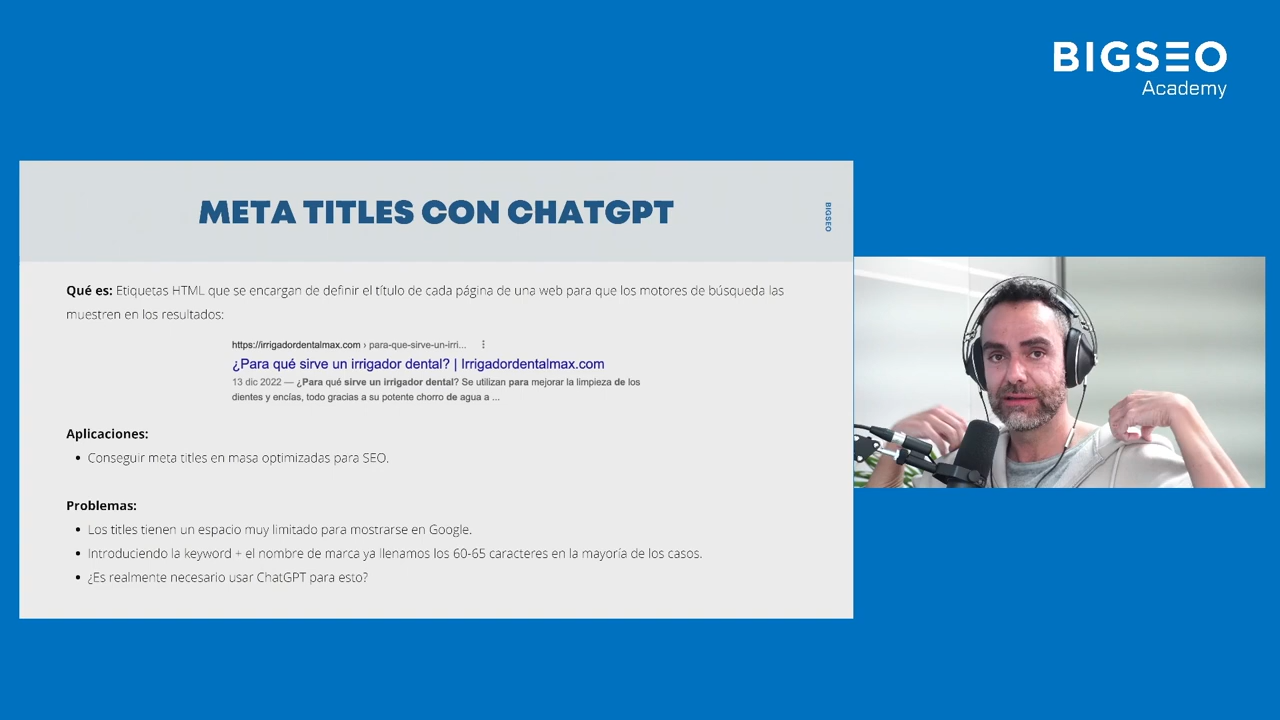 BIGSEO
Academy
META TITLES CON CHATGPT
BIGSEO
Qué es: Etiquetas HTML que se encargan de definir el título de cada página de una web para que los motores de búsqueda las
muestren en los resultados:
https://irrigadordentalmax.com › para-que-sirve-un-irri...
¿Para qué sirve un irrigador dental? | Irrigadordentalmax.com
13 dic 2022 — ¿Para qué sirve un irrigador dental? Se utilizan para mejorar la limpieza de los
dientes y encías, todo gracias a su potente chorro de agua a ...
Aplicaciones:
• Conseguir meta titles en masa optimizadas para SEO.
Problemas:
• Los titles tienen un espacio muy limitado para mostrarse en Google.
• Introduciendo la keyword + el nombre de marca ya llenamos los 60-65 caracteres en la mayoría de los casos.
• ¿Es realmente necesario usar ChatGPT para esto?